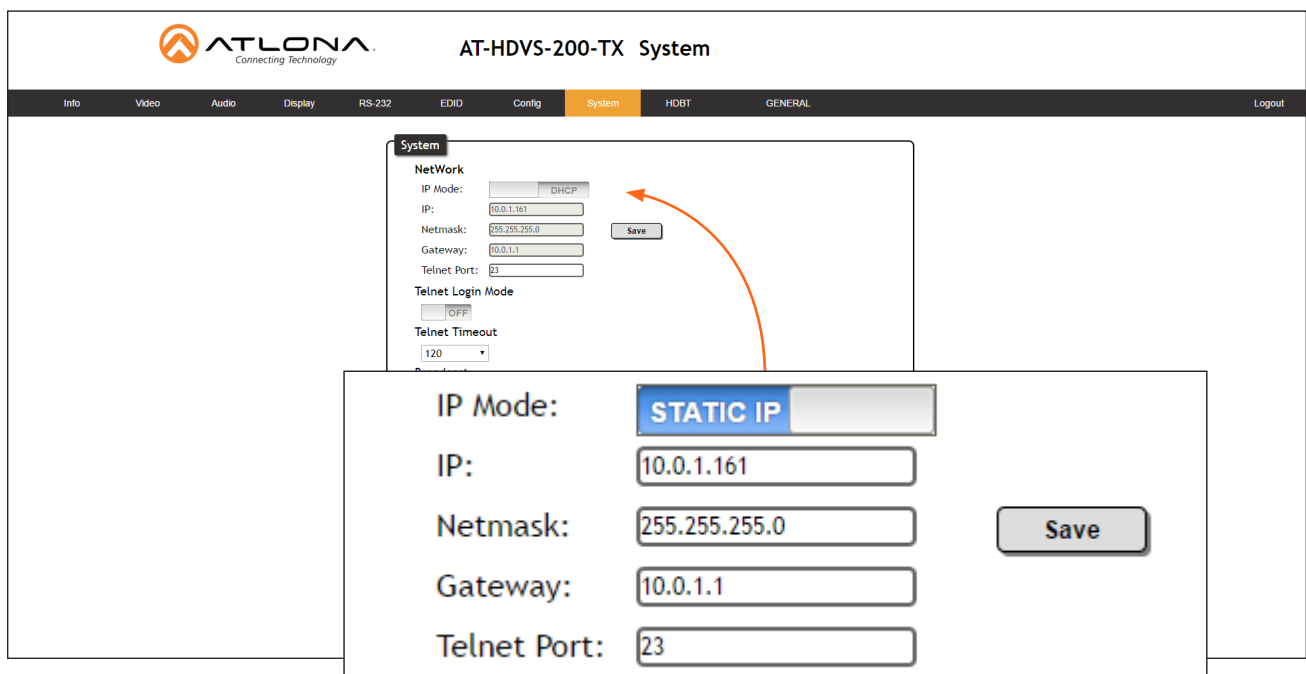 ATLONA.
Connecting Technology
AT-HDVS-200-TX System
Info Video Audio Display RS-232 EDID Config System HDBT GENERAL Logout
System
NetWork
IP Mode: DHCP
IP: 10.0.1.161
Netmask: 255.255.255.0 Save
Gateway: 10.0.1.1
Telnet Port: 23
Telnet Login Mode
OFF
Telnet Timeout
120
IP Mode: STATIC IP
IP: 10.0.1.161
Netmask: 255.255.255.0 Save
Gateway: 10.0.1.1
Telnet Port: 23